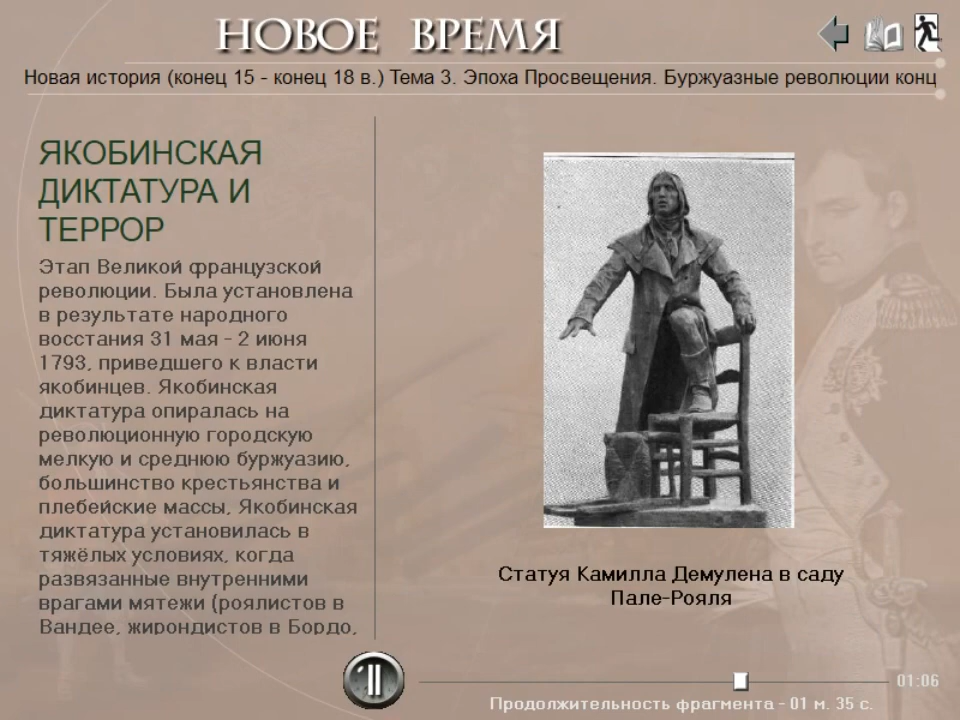 НОВОЕ ВРЕМЯ
Новая история (конец 15 - конец 18 в.) Тема 3. Эпоха Просвещения. Буржуазные революции конц
ЯКОБИНСКАЯ
ДИКТАТУРА И
ТЕРРОР
Этап Великой французской
революции. Была установлена
в результате народного
восстания 31 мая - 2 июня
1793, приведшего к власти
якобинцев. Якобинская
диктатура опиралась на
революционную городскую
мелкую и среднюю буржуазию,
большинство крестьянства и
плебейские массы, Якобинская
диктатура установилась в
тяжёлых условиях, когда
развязанные внутренними
врагами мятежи (роялистов в
Вандее, жирондистов в Бордо,
Статуя Камилла Демулена в саду
Пале-Рояля
01:06
Продолжительность фрагмента - 01 м. 35 с.